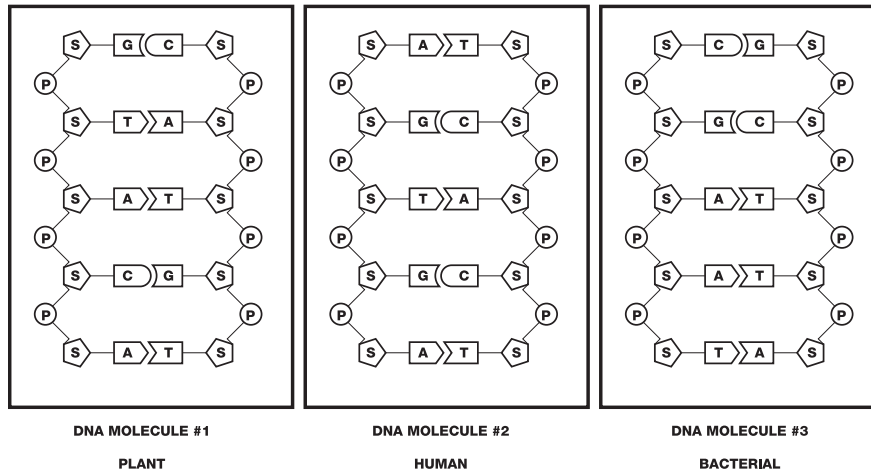 S G C S S A T S S C G S
P P P P P P
S T A S S G C S S G C S
P P P P P P
S A T S S T A S S A T S
P P P P P P
S C G S S G C S S A T S
P P P P P P
S A T S S A T S S T A S
DNA MOLECULE #1 DNA MOLECULE #2 DNA MOLECULE #3
PLANT HUMAN BACTERIAL